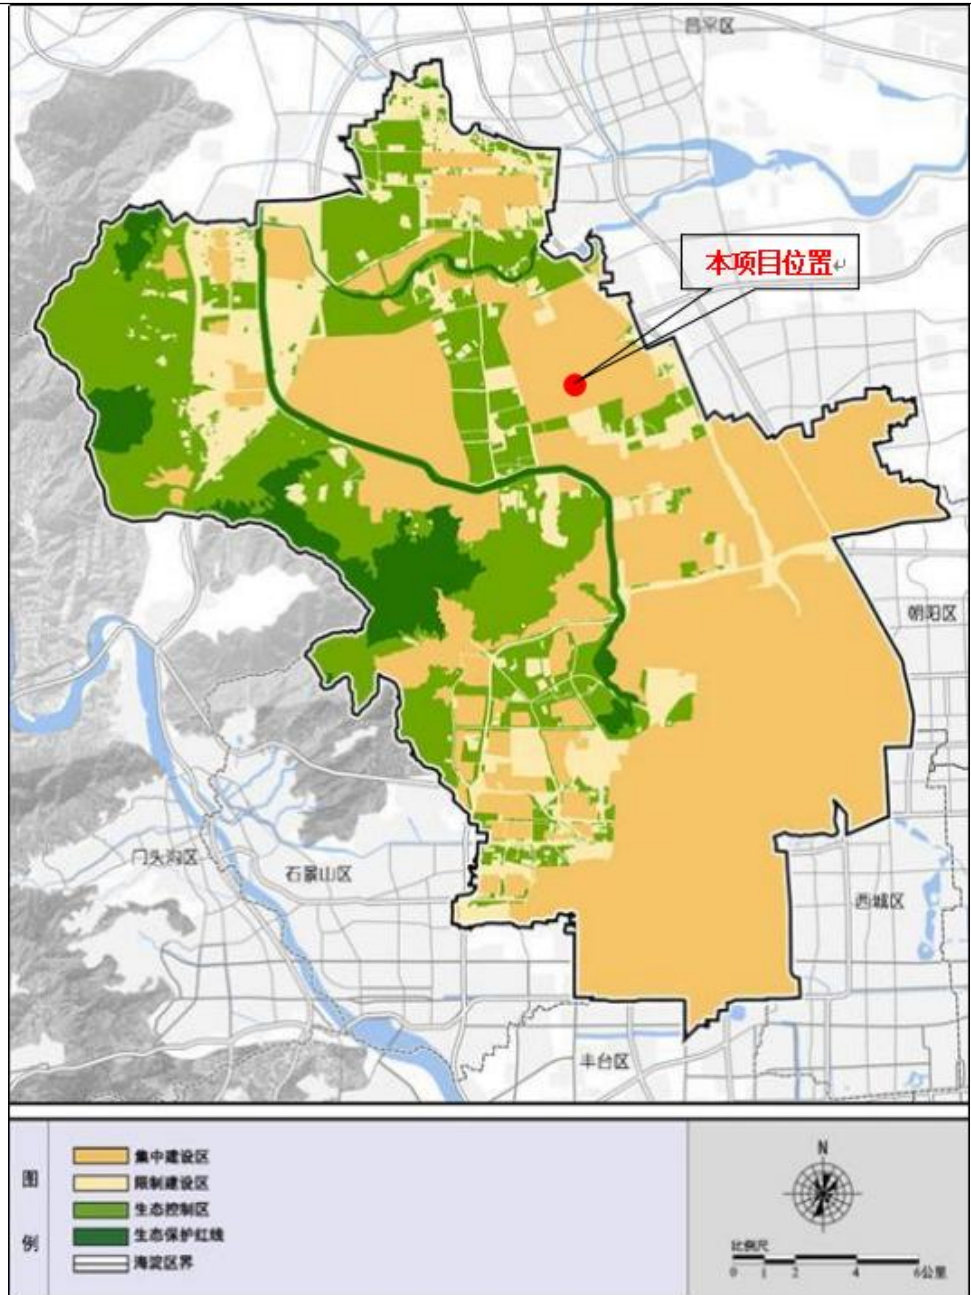 昌平区
本项目位置↵
朝阳区
门头沟区
石景山区
西城区
丰台区
图例
集中建设区
限制建设区
生态控制区
生态保护红线
海淀区界
N
比例尺
0 1 2 4 6公里